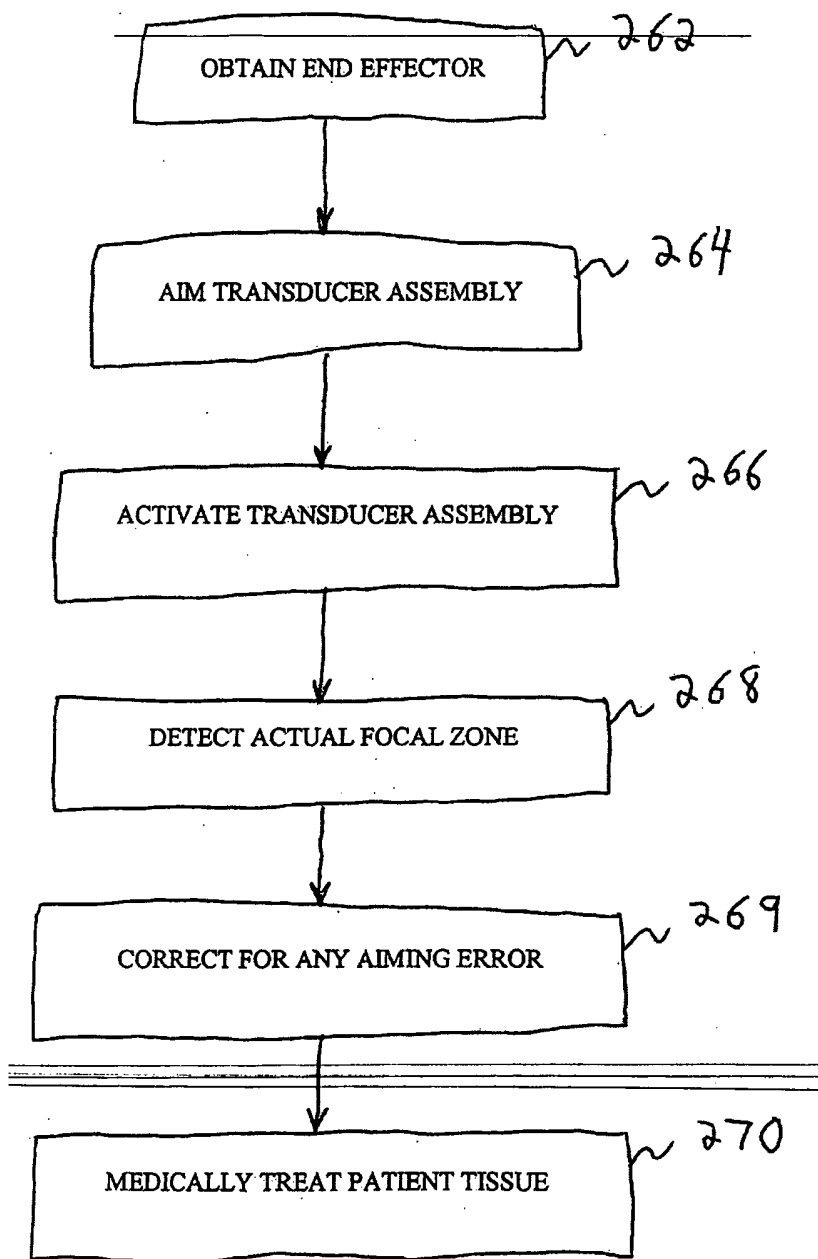 OBTAIN END EFFECTOR
262
AIM TRANSDUCER ASSEMBLY
264
ACTIVATE TRANSDUCER ASSEMBLY
266
DETECT ACTUAL FOCAL ZONE
268
CORRECT FOR ANY AIMING ERROR
269
MEDICALLY TREAT PATIENT TISSUE
270